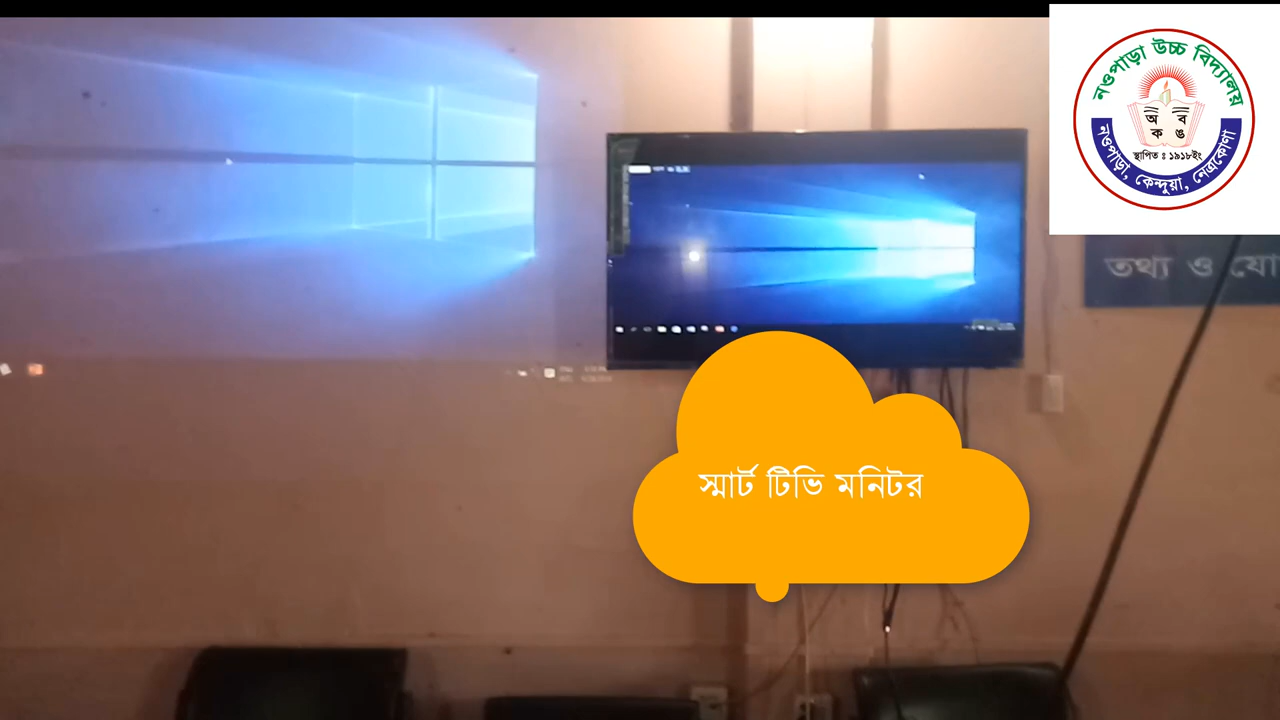 নওপাড়া উচ্চ বিদ্যালয়
অ ব
ক ঙ
স্থাপিত ঃ ১৯১৮ইং
নওপাড়া, কেন্দুয়া, নেত্রকোণা
তথ্য ও যো
স্মার্ট টিভি মনিটর